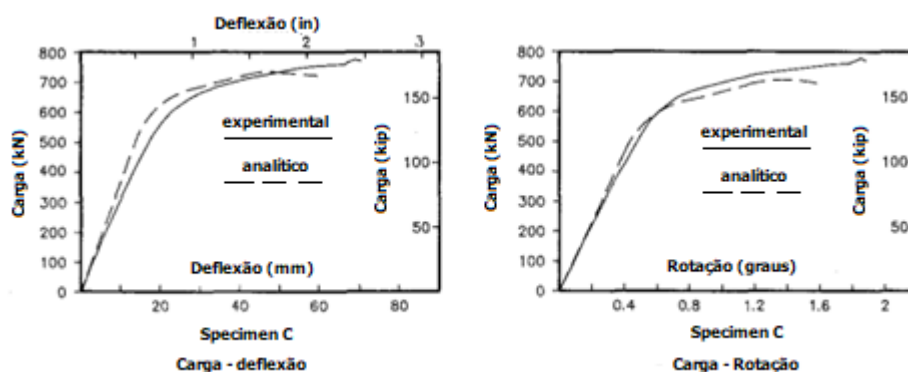 Deflexão (in)
1 2 3
800
700
600
500
400
300
200
100
0
Carga (kN)
experimental
analítico
150
100
50
Carga (kip)
Deflexão (mm)
0 20 40 60 80
Specimen C
Carga - deflexão
800
700
600
500
400
300
200
100
0
Carga (kN)
experimental
analítico
150
100
50
Carga (kip)
Rotação (graus)
0.4 0.8 1.2 1.6 2
Specimen C
Carga - Rotação